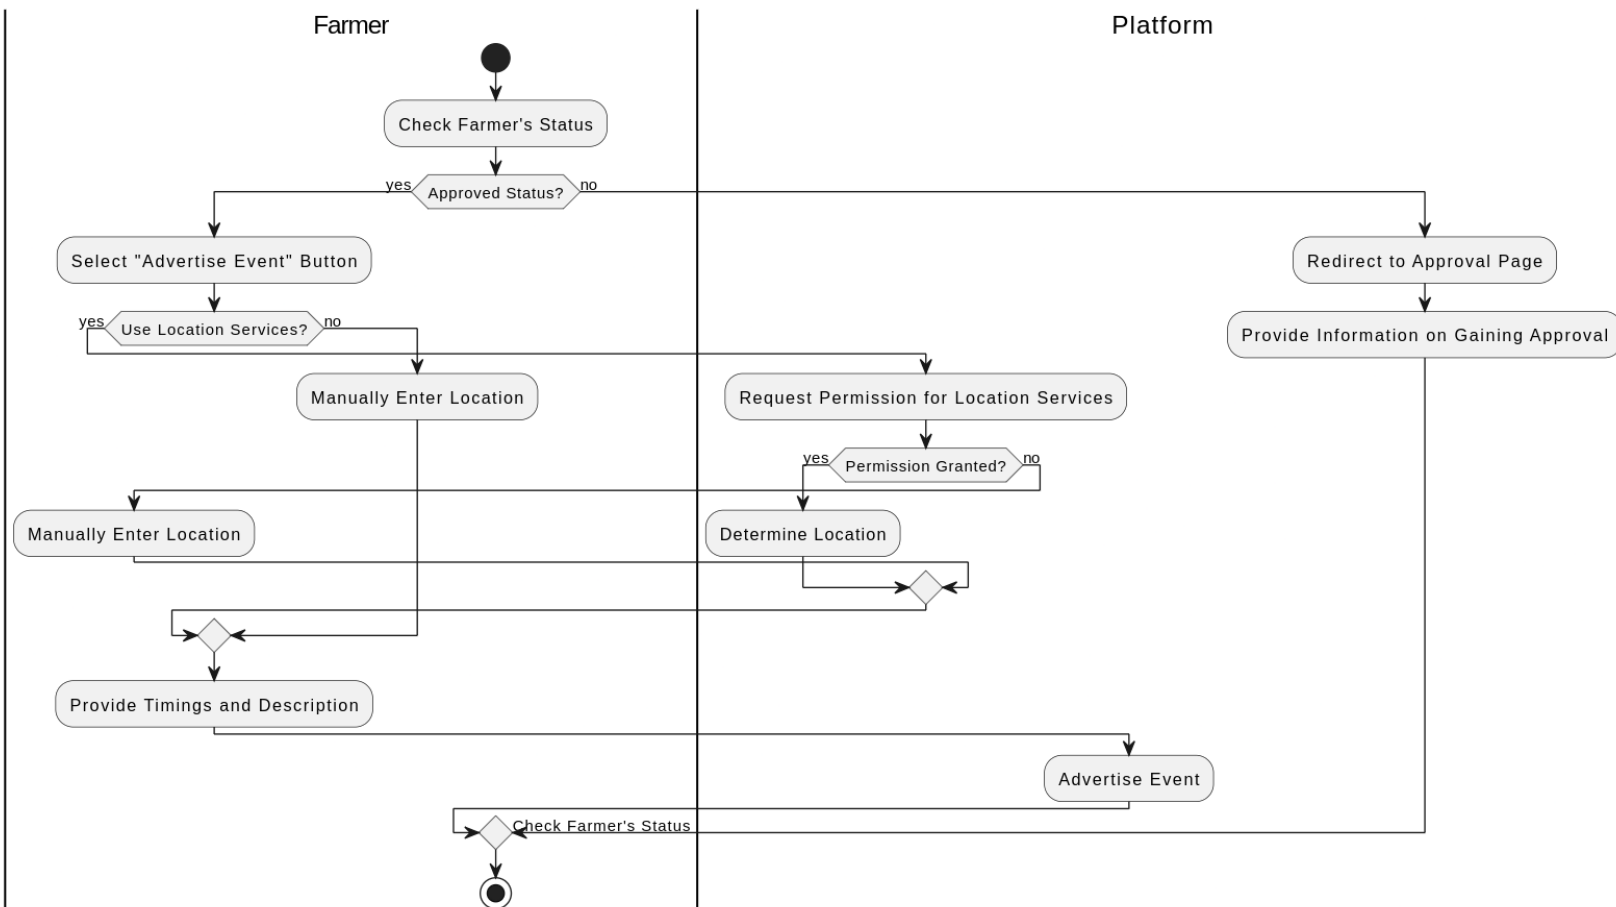 Farmer
Platform
Check Farmer's Status
yes
Approved Status?
no
Select "Advertise Event" Button
Redirect to Approval Page
yes
Use Location Services?
no
Provide Information on Gaining Approval
Manually Enter Location
Request Permission for Location Services
yes
Permission Granted?
no
Manually Enter Location
Determine Location
Provide Timings and Description
Advertise Event
Check Farmer's Status